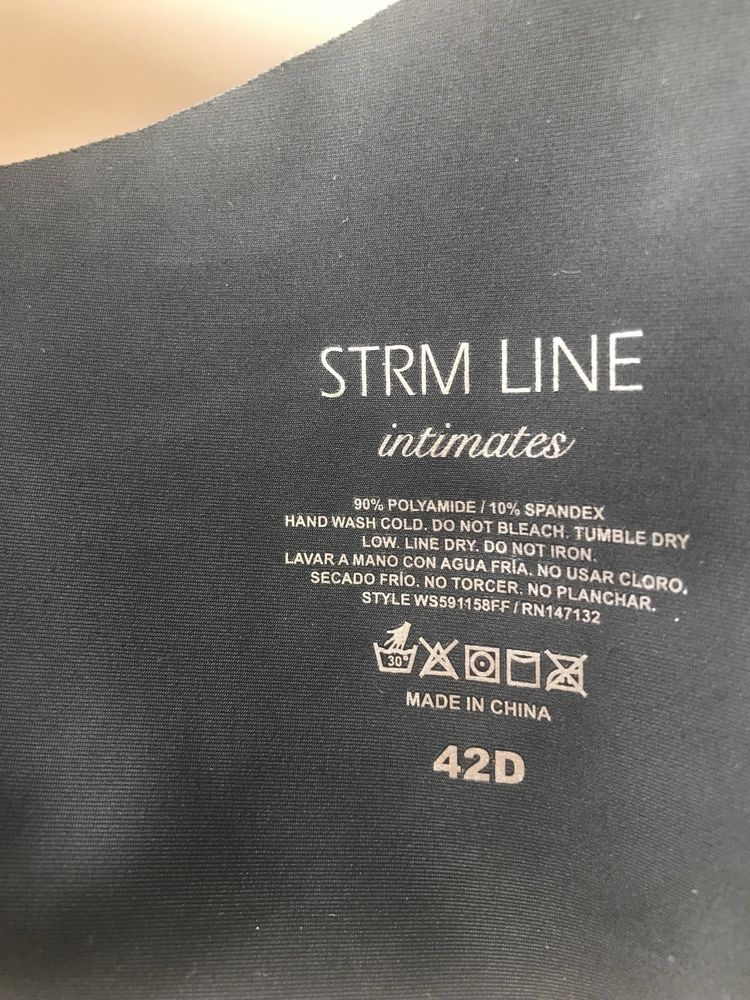 STRM LINE
intimates
90% POLYAMIDE / 10% SPANDEX
HAND WASH COLD. DO NOT BLEACH. TUMBLE DRY
LOW. LINE DRY. DO NOT IRON.
LAVAR A MANO CON AGUA FRÍA. NO USAR CLORO.
SECADO FRÍO. NO TORCER. NO PLANCHAR.
STYLE WS591158FF / RN147132
30°
MADE IN CHINA
42D